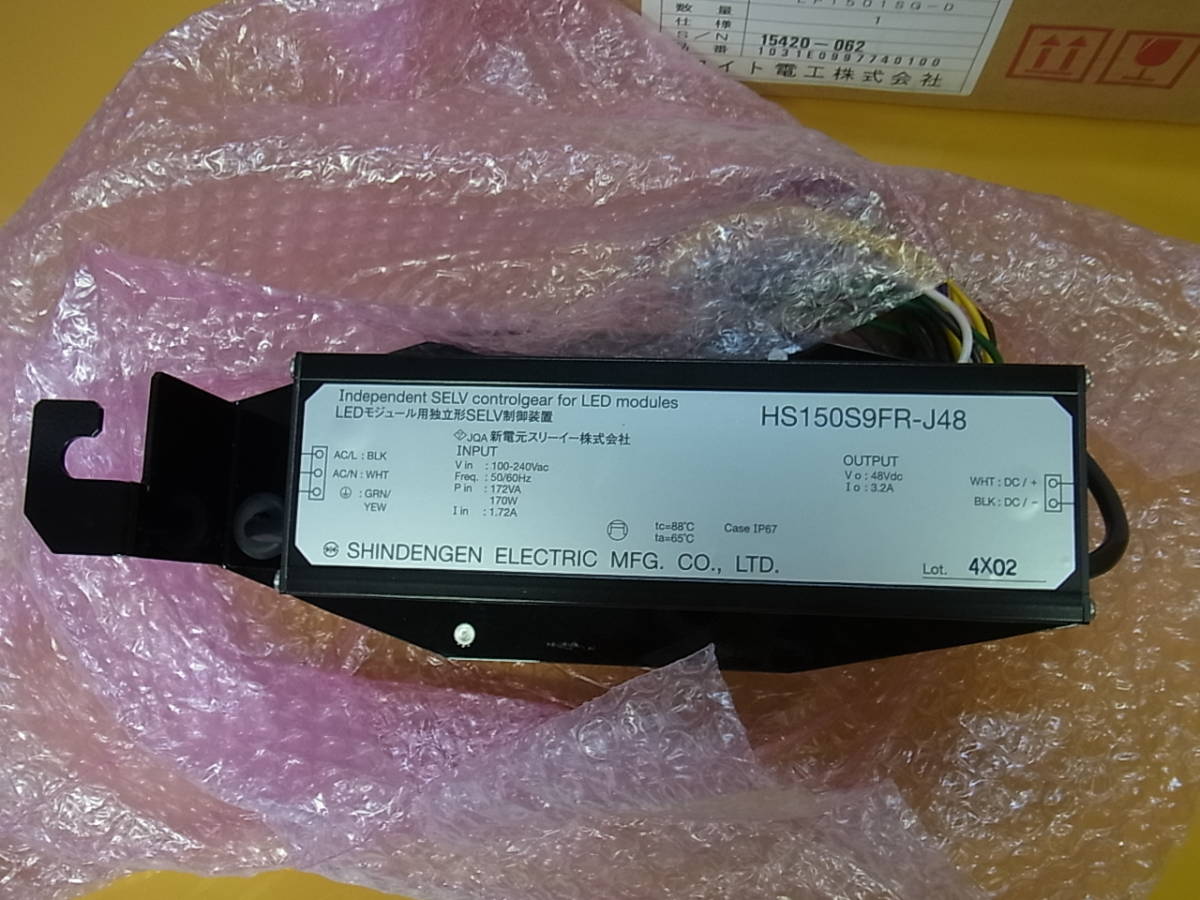 数量
仕様 1
S/N 15420-062
番 1031E0997740100
イト電工株式会社
Independent SELV controlgear for LED modules
LEDモジュール用独立形SELV制御装置
HS150S9FR-J48
JQA 新電元スリーイー株式会社
AC/L : BLK
AC/N : WHT
: GRN/
YEW
INPUT
V in : 100-240Vac
Freq. : 50/60Hz
P in : 172VA
170W
I in : 1.72A
OUTPUT
V o : 48Vdc
I o : 3.2A
WHT : DC / +
BLK : DC / −
tc=88℃
ta=65℃
Case IP67
SHINDENGEN ELECTRIC MFG. CO., LTD.
Lot. 4X02